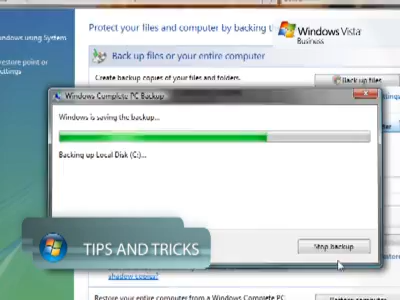 Protect your files and computer by backing
Windows Vista
Business
indows using System
estore point or
ettings
Back up files or your entire computer
Create backup copies of your files and folders.
Back up files
Windows Complete PC Backup
Windows is saving the backup...
Backing up Local Disk (C:)...
Stop backup
TIPS AND TRICKS
shadow copies?
Restore your entire computer from a Windows Complete PC
Restore computer